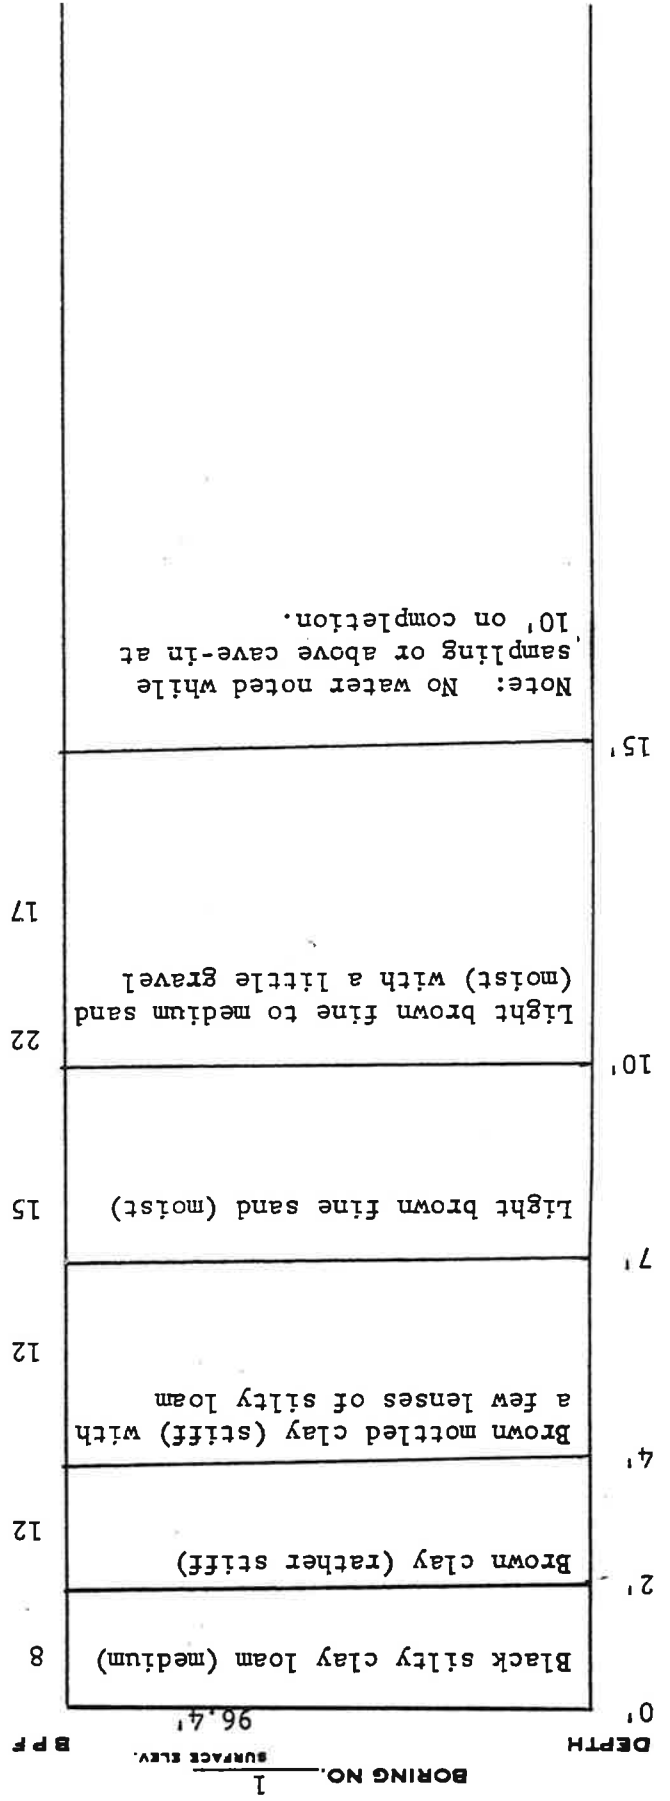 BORING NO. 1
SURFACE ELEV.
DEPTH 96.4' BPF
0'
Black silty clay loam (medium) 8
2'
Brown clay (rather stiff)
12
4'
Brown mottled clay (stiff) with
a few lenses of silty loam
12
7'
Light brown fine sand (moist) 15
10'
22
Light brown fine to medium sand
(moist) with a little gravel
17
15'
Note: No water noted while
sampling or above cave-in at
10' on completion.